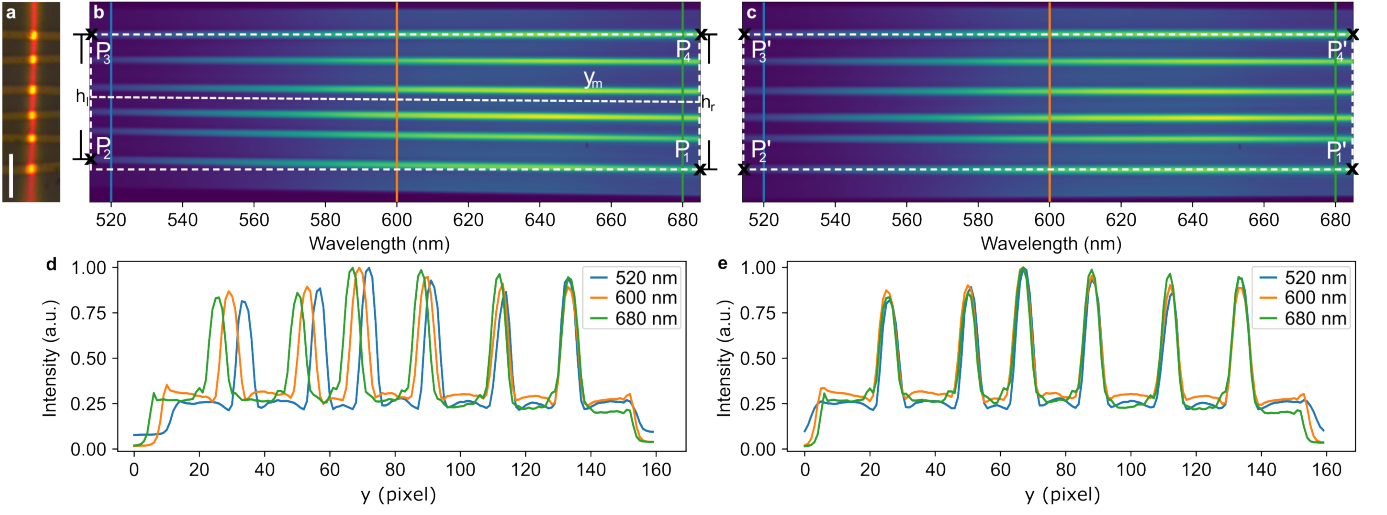 a
b
c
P3
P4
ym
hl
hr
P2
P1
P3'
P4'
P2'
P1'
520 540 560 580 600 620 640 660 680
Wavelength (nm)
520 540 560 580 600 620 640 660 680
Wavelength (nm)
d
1.00
0.75
0.50
0.25
0.00
Intensity (a.u.)
520 nm
600 nm
680 nm
0 20 40 60 80 100 120 140 160
y (pixel)
e
1.00
0.75
0.50
0.25
0.00
Intensity (a.u.)
520 nm
600 nm
680 nm
0 20 40 60 80 100 120 140 160
y (pixel)